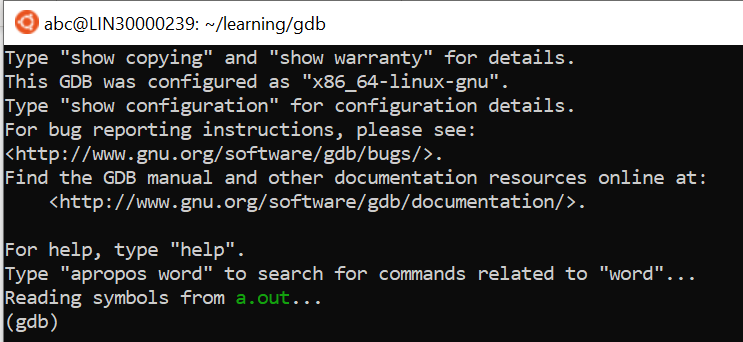 abc@LIN30000239: ~/learning/gdb
Type "show copying" and "show warranty" for details.
This GDB was configured as "x86_64-linux-gnu".
Type "show configuration" for configuration details.
For bug reporting instructions, please see:
<http://www.gnu.org/software/gdb/bugs/>.
Find the GDB manual and other documentation resources online at:
    <http://www.gnu.org/software/gdb/documentation/>.
For help, type "help".
Type "apropos word" to search for commands related to "word"...
Reading symbols from a.out...
(gdb)